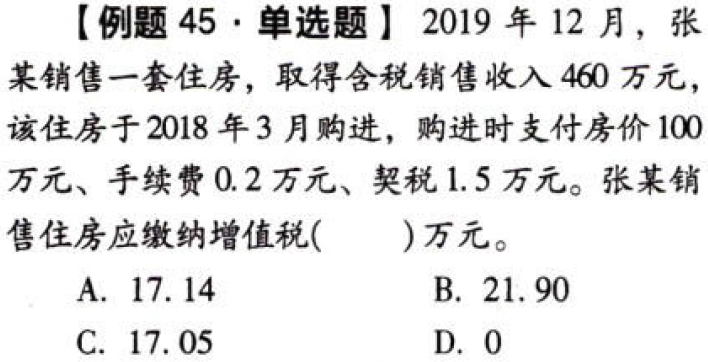 【例题 45·单选题】 2019 年 12 月，张
某销售一套住房，取得含税销售收入 460 万元，
该住房于 2018 年 3 月购进，购进时支付房价 100
万元、手续费 0.2 万元、契税 1.5 万元。张某销
售住房应缴纳增值税(　　)万元。
A. 17.14　　B. 21.90
C. 17.05　　D. 0